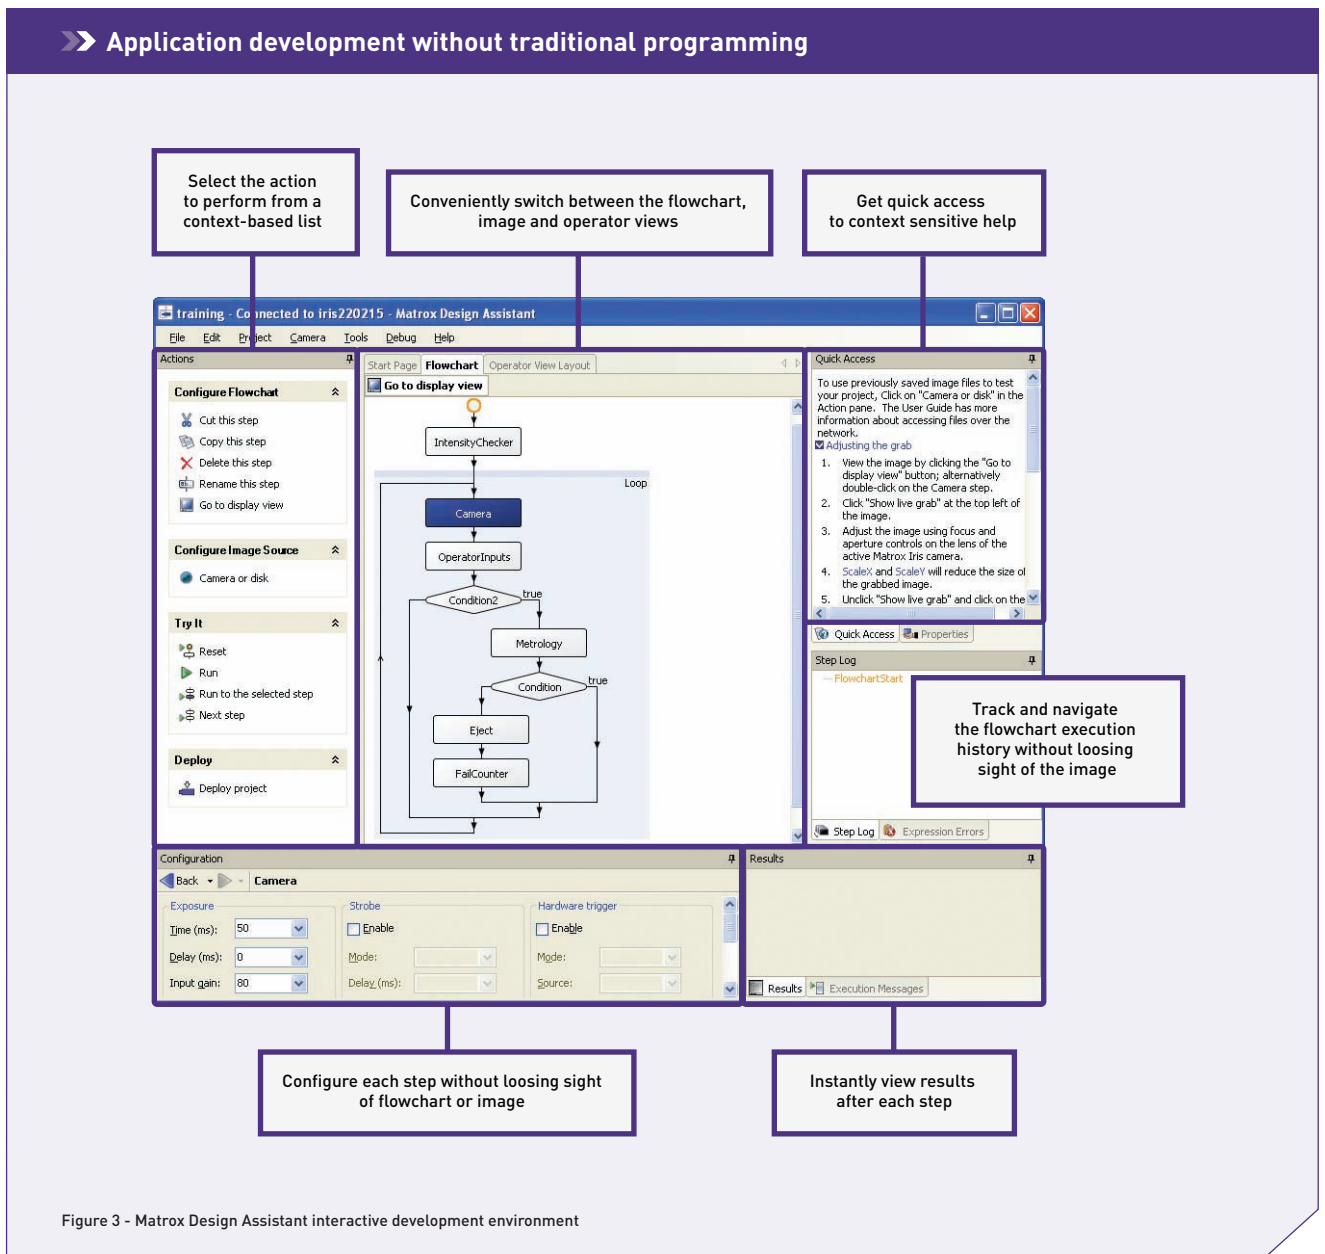 Application development without traditional programming
Select the action
to perform from a
context-based list
Conveniently switch between the flowchart,
image and operator views
Get quick access
to context sensitive help
training - Connected to iris220215 - Matrox Design Assistant
File Edit Project Camera Tools Debug Help
Actions
Configure Flowchart
Cut this step
Copy this step
Delete this step
Rename this step
Go to display view
Configure Image Source
Camera or disk
Try It
Reset
Run
Run to the selected step
Next step
Deploy
Deploy project
Start Page Flowchart Operator View Layout
Go to display view
IntensityChecker
Loop
Camera
OperatorInputs
Condition2
true
Metrology
Condition
true
Eject
FailCounter
Quick Access
To use previously saved image files to test
your project, Click on "Camera or disk" in the
Action pane. The User Guide has more
information about accessing files over the
network.
Adjusting the grab
1. View the image by clicking the "Go to
display view" button; alternatively
double-click on the Camera step.
2. Click "Show live grab" at the top left of
the image.
3. Adjust the image using focus and
aperture controls on the lens of the
active Matrox Iris camera.
4. ScaleX and ScaleY will reduce the size of
the grabbed image.
5. Unclick "Show live grab" and click on the
Quick Access Properties
Step Log
FlowchartStart
Track and navigate
the flowchart execution
history without loosing
sight of the image
Step Log Expression Errors
Configuration
Back Camera
Exposure
Time (ms): 50
Delay (ms): 0
Input gain: 80
Strobe
Enable
Mode:
Delay (ms):
Hardware trigger
Enable
Mode:
Source:
Results
Results Execution Messages
Configure each step without loosing sight
of flowchart or image
Instantly view results
after each step
Figure 3 - Matrox Design Assistant interactive development environment